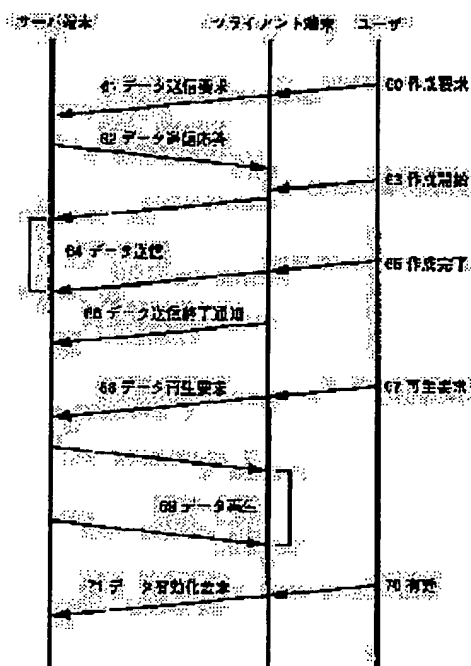 サーバ端末
クライアント端末
ユーザ
61 データ送信要求
60 作成要求
62 データ送信応答
63 作成開始
64 データ送信
65 作成完了
66 データ送信終了通知
68 データ再生要求
67 再生要求
69 データ再生
71 データ有効化要求
70 有効